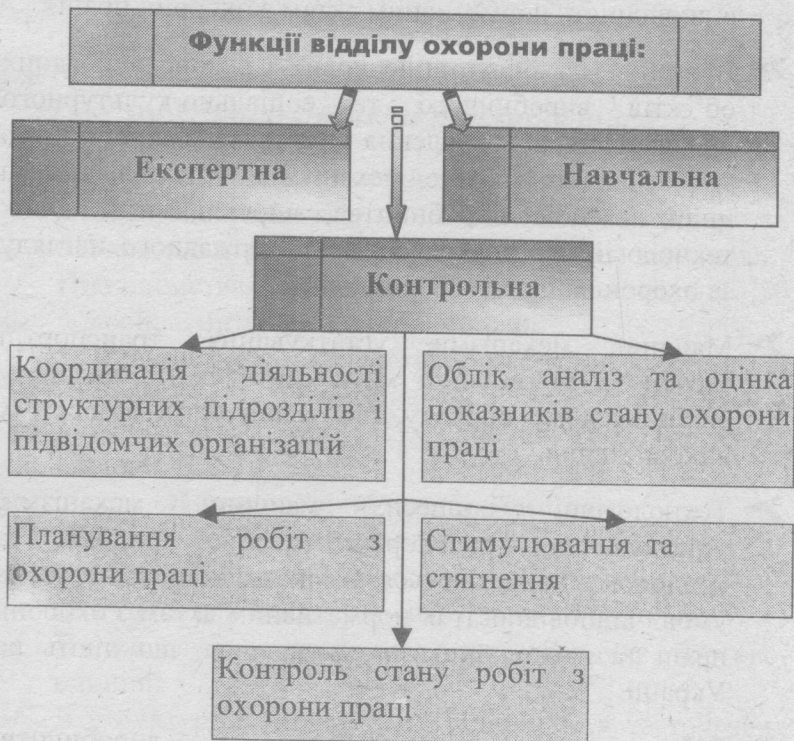 Функції відділу охорони праці:
Експертна
Навчальна
Контрольна
Координація діяльності
структурних підрозділів і
підвідомчих організацій
Облік, аналіз та оцінка
показників стану охорони
праці
Планування робіт з
охорони праці
Стимулювання та
стягнення
Контроль стану робіт з
охорони праці